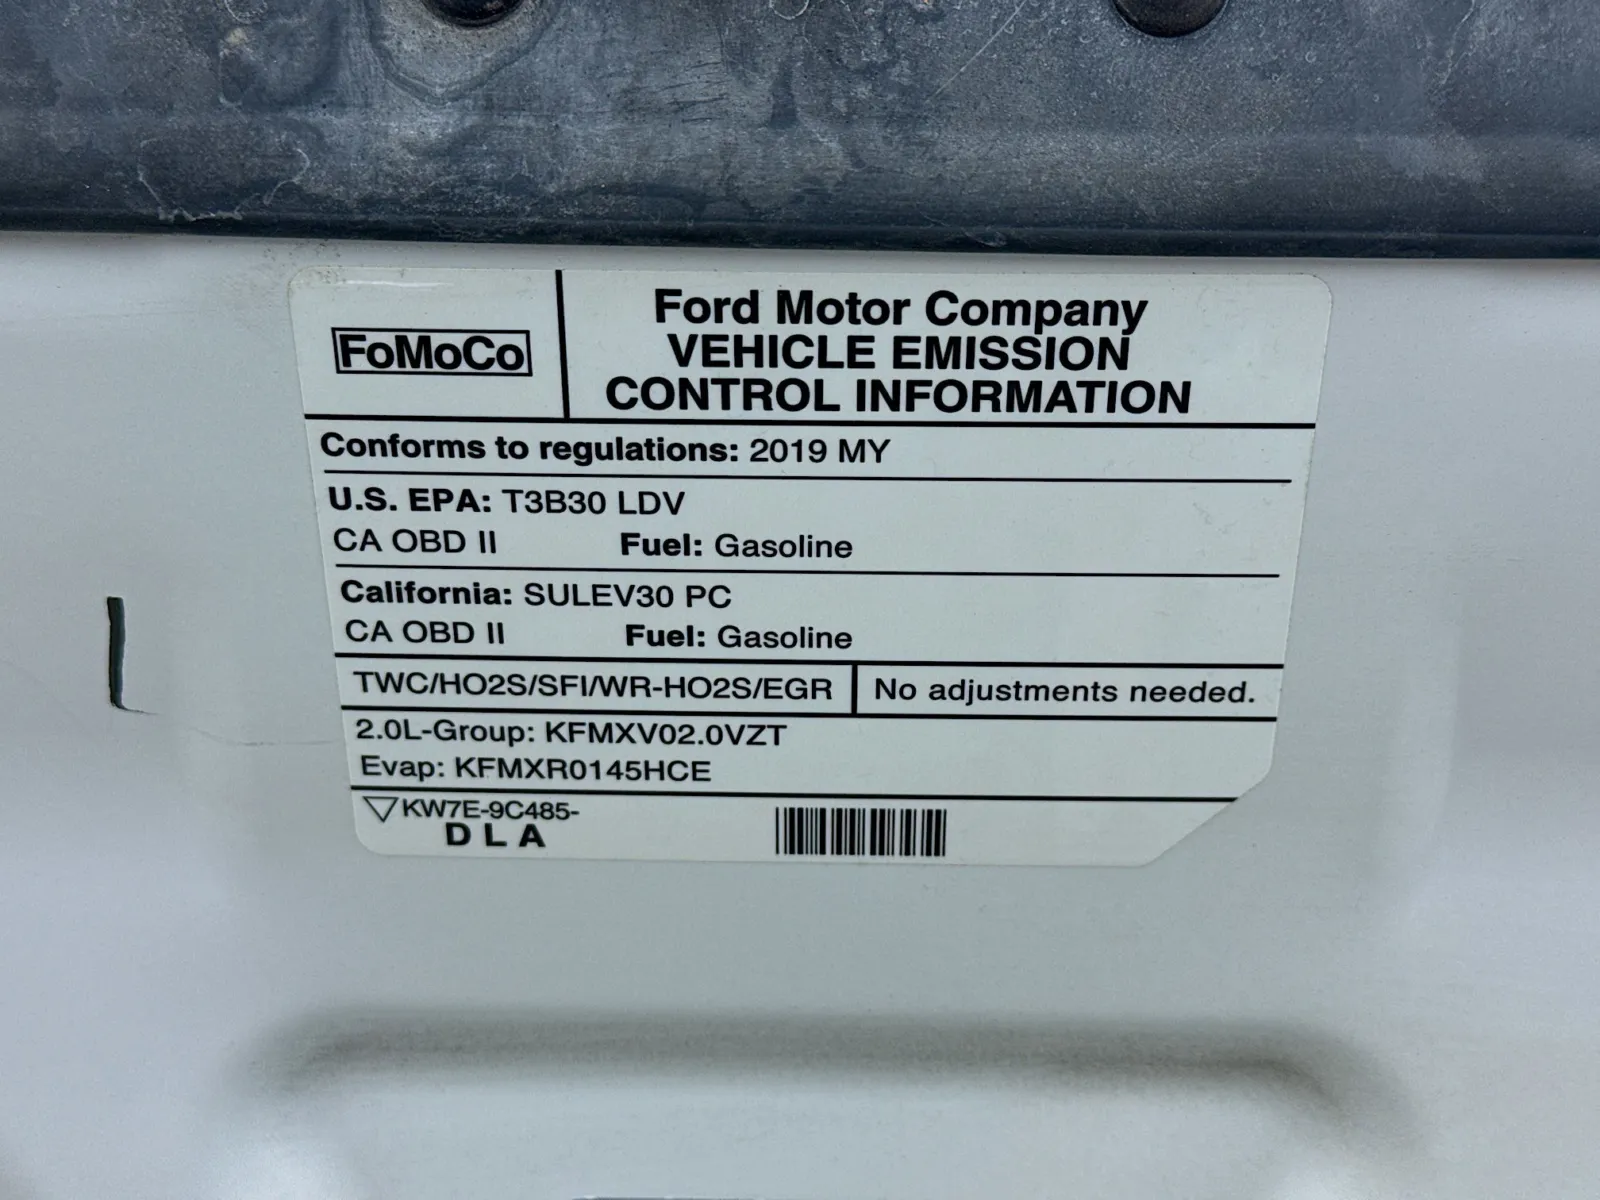 FoMoCo
Ford Motor Company
VEHICLE EMISSION
CONTROL INFORMATION
Conforms to regulations: 2019 MY
U.S. EPA: T3B30 LDV
CA OBD II Fuel: Gasoline
California: SULEV30 PC
CA OBD II Fuel: Gasoline
TWC/HO2S/SFI/WR-HO2S/EGR No adjustments needed.
2.0L-Group: KFMXV02.0VZT
Evap: KFMXR0145HCE
KW7E-9C485-
D L A